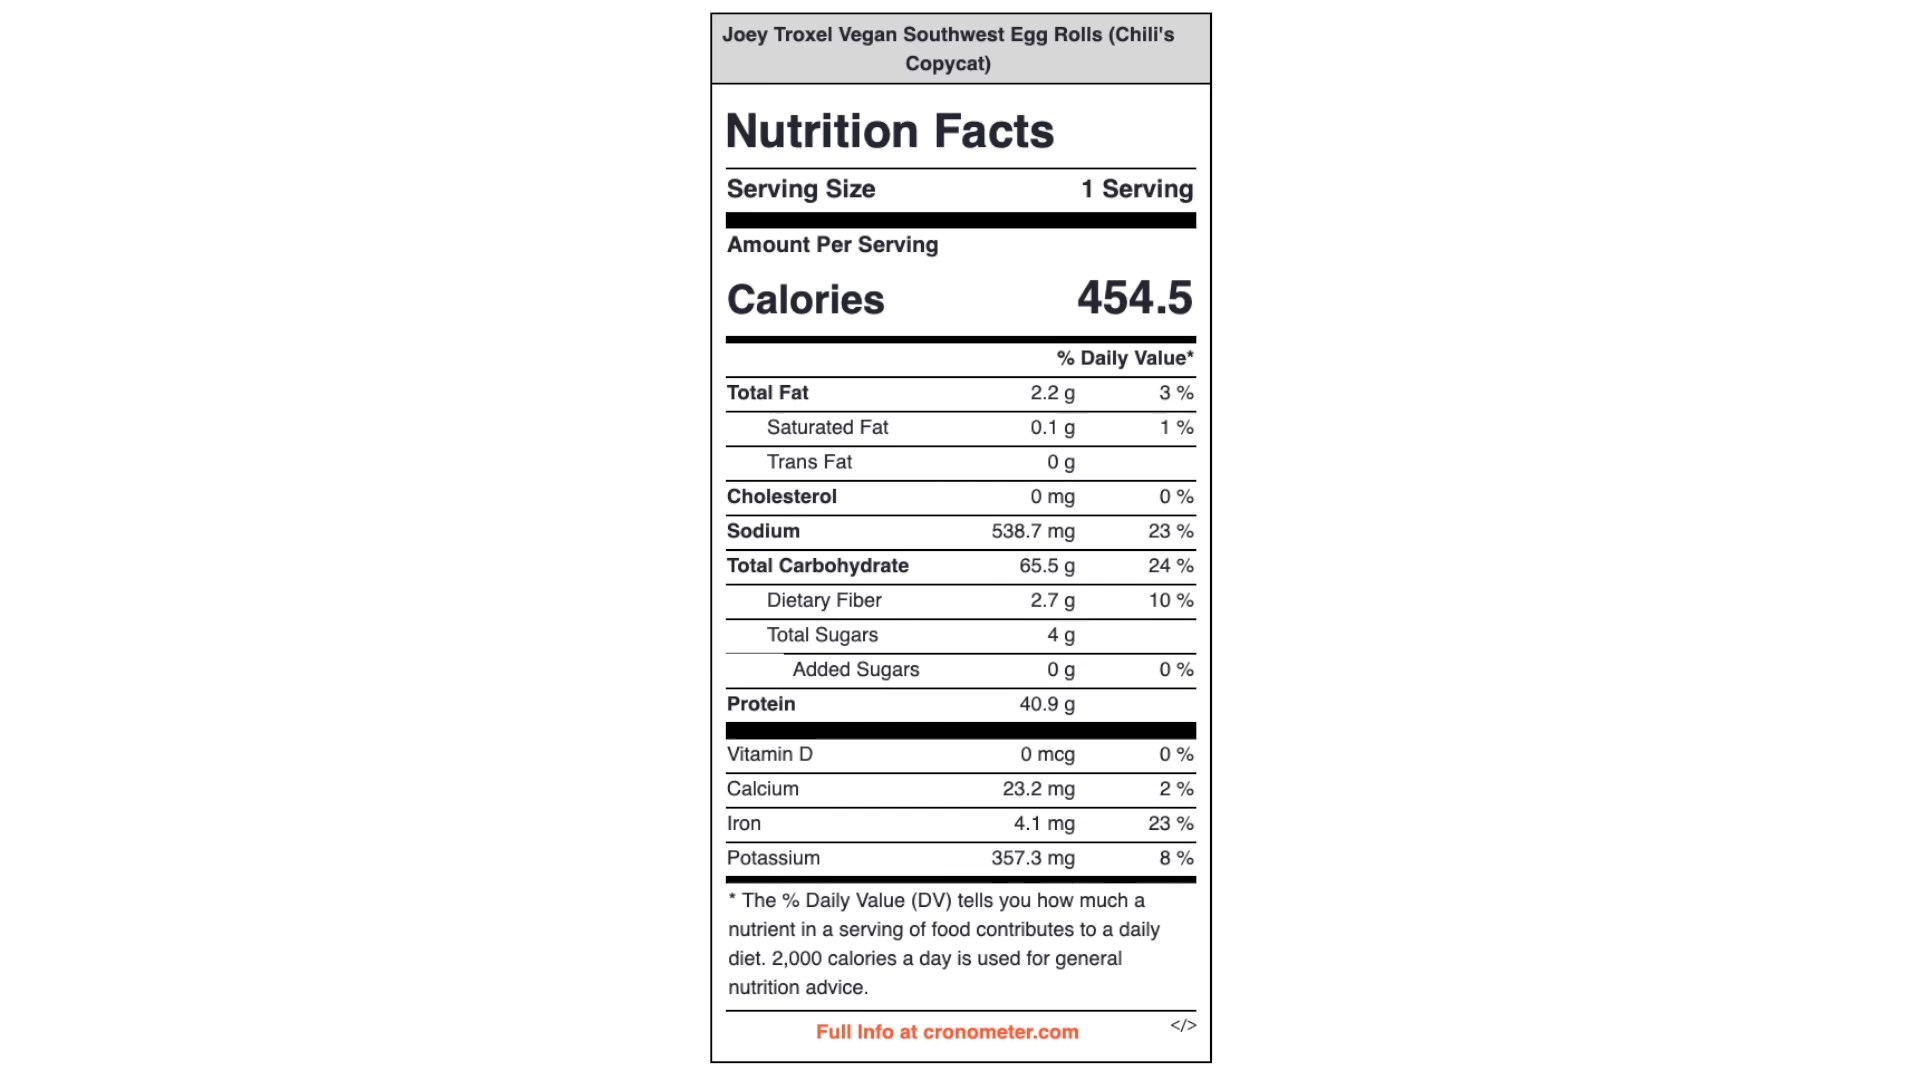 Joey Troxel Vegan Southwest Egg Rolls (Chili's
Copycat)
Nutrition Facts
Serving Size 1 Serving
Amount Per Serving
Calories 454.5
% Daily Value*
Total Fat 2.2 g 3 %
Saturated Fat 0.1 g 1 %
Trans Fat 0 g
Cholesterol 0 mg 0 %
Sodium 538.7 mg 23 %
Total Carbohydrate 65.5 g 24 %
Dietary Fiber 2.7 g 10 %
Total Sugars 4 g
Added Sugars 0 g 0 %
Protein 40.9 g
Vitamin D 0 mcg 0 %
Calcium 23.2 mg 2 %
Iron 4.1 mg 23 %
Potassium 357.3 mg 8 %
* The % Daily Value (DV) tells you how much a
nutrient in a serving of food contributes to a daily
diet. 2,000 calories a day is used for general
nutrition advice.
Full Info at cronometer.com </>